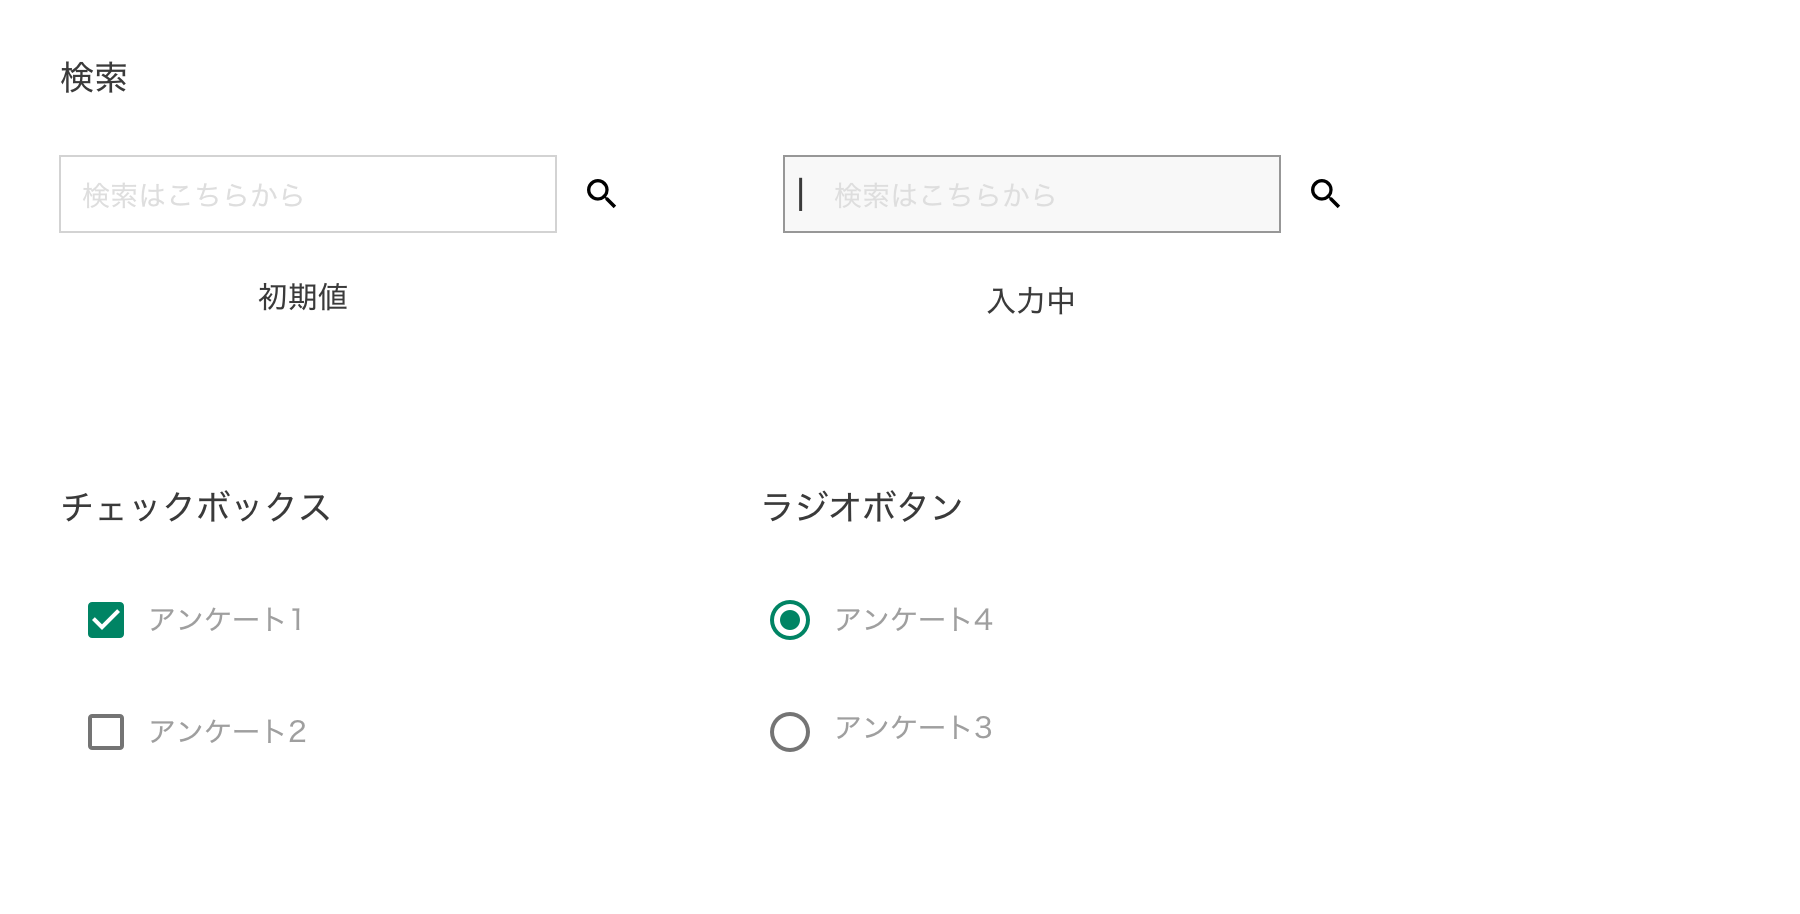 検索
検索はこちらから
検索はこちらから
初期値
入力中
チェックボックス
ラジオボタン
アンケート1
アンケート4
アンケート2
アンケート3